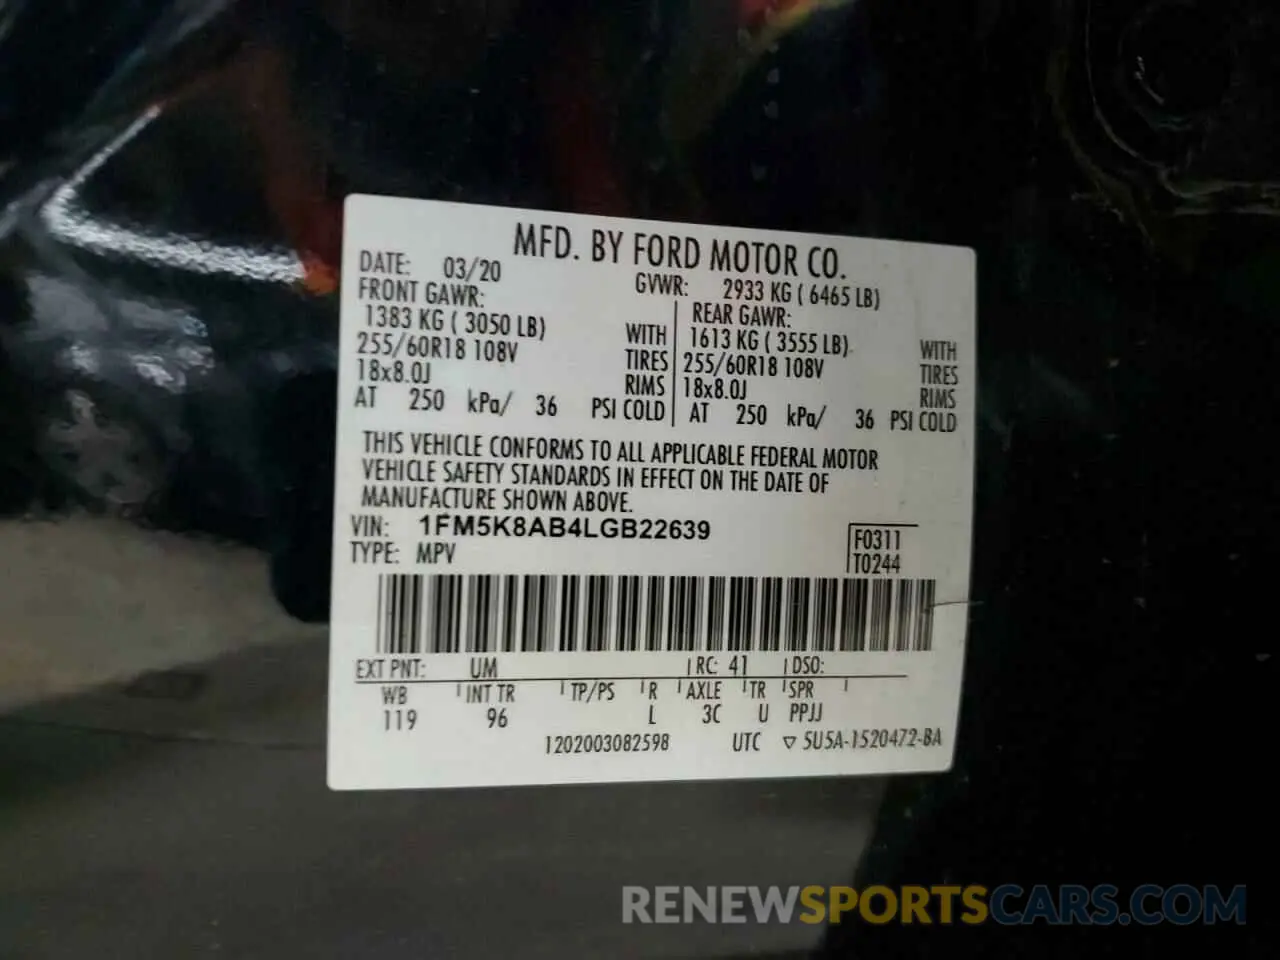 MFD. BY FORD MOTOR CO.
DATE: 03/20 GVWR: 2933 KG ( 6465 LB)
FRONT GAWR: REAR GAWR:
1383 KG ( 3050 LB) WITH 1613 KG ( 3555 LB) WITH
255/60R18 108V TIRES 255/60R18 108V TIRES
18x8.0J RIMS 18x8.0J RIMS
AT 250 kPa/ 36 PSI COLD AT 250 kPa/ 36 PSI COLD
THIS VEHICLE CONFORMS TO ALL APPLICABLE FEDERAL MOTOR
VEHICLE SAFETY STANDARDS IN EFFECT ON THE DATE OF
MANUFACTURE SHOWN ABOVE.
VIN: 1FM5K8AB4LGB22639 F0311
TYPE: MPV T0244
EXT PNT: UM RC: 41 DSO:
WB INT TR TP/PS R AXLE TR SPR
119 96 L 3C U PPJJ
1202003082598 UTC ▽ 5U5A-1520472-BA
RENEWSPORTSCARS.COM